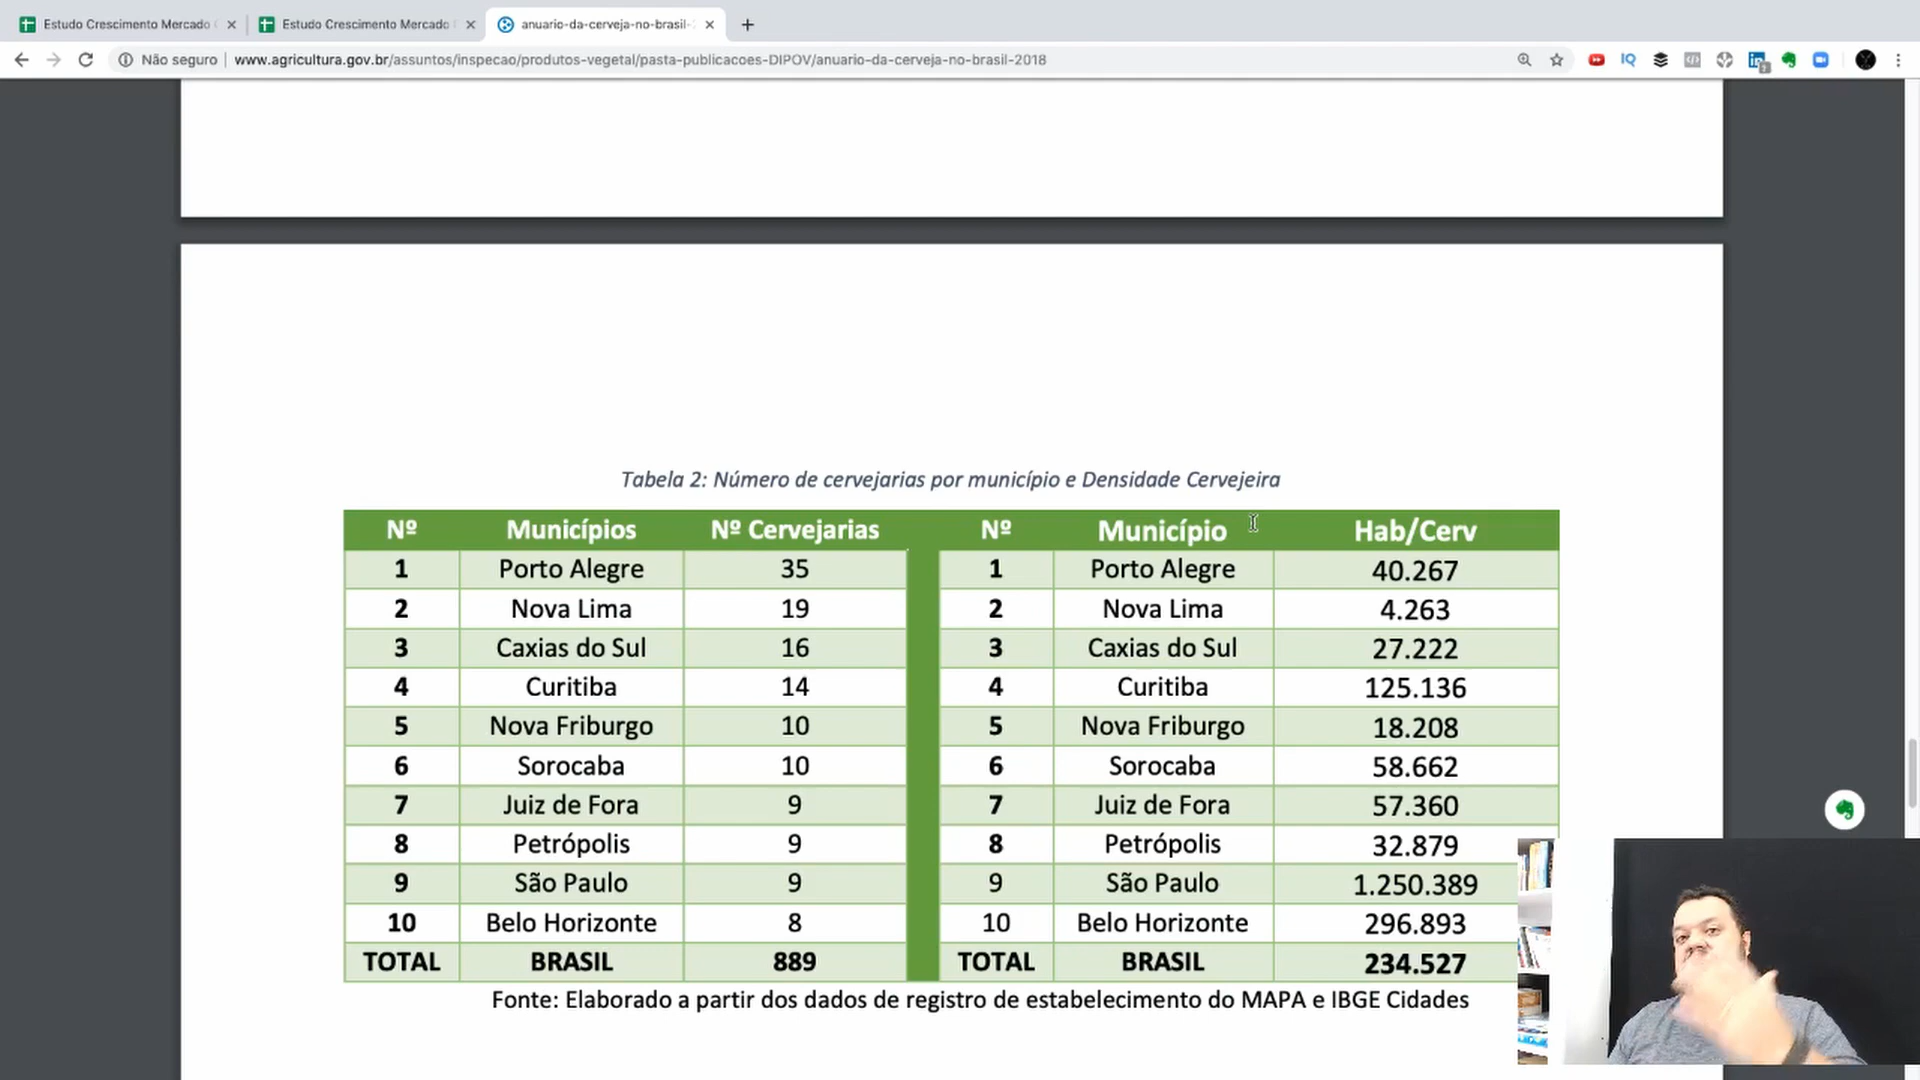 Estudo Crescimento Mercado
Estudo Crescimento Mercado
anuario-da-cerveja-no-brasil-
Não seguro | www.agricultura.gov.br/assuntos/inspecao/produtos-vegetal/pasta-publicacoes-DIPOV/anuario-da-cerveja-no-brasil-2018
IQ
in
Tabela 2: Número de cervejarias por município e Densidade Cervejeira
Nº Municípios Nº Cervejarias Nº Município Hab/Cerv
1 Porto Alegre 35 1 Porto Alegre 40.267
2 Nova Lima 19 2 Nova Lima 4.263
3 Caxias do Sul 16 3 Caxias do Sul 27.222
4 Curitiba 14 4 Curitiba 125.136
5 Nova Friburgo 10 5 Nova Friburgo 18.208
6 Sorocaba 10 6 Sorocaba 58.662
7 Juiz de Fora 9 7 Juiz de Fora 57.360
8 Petrópolis 9 8 Petrópolis 32.879
9 São Paulo 9 9 São Paulo 1.250.389
10 Belo Horizonte 8 10 Belo Horizonte 296.893
TOTAL BRASIL 889 TOTAL BRASIL 234.527
Fonte: Elaborado a partir dos dados de registro de estabelecimento do MAPA e IBGE Cidades